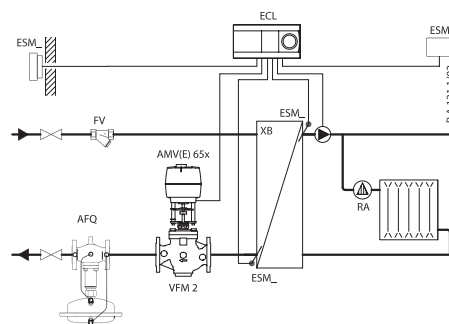 ECL
ESM_
ESM
FV
ESM_
XB
AMV(E) 65x
RA
AFQ
VFM 2
ESM_